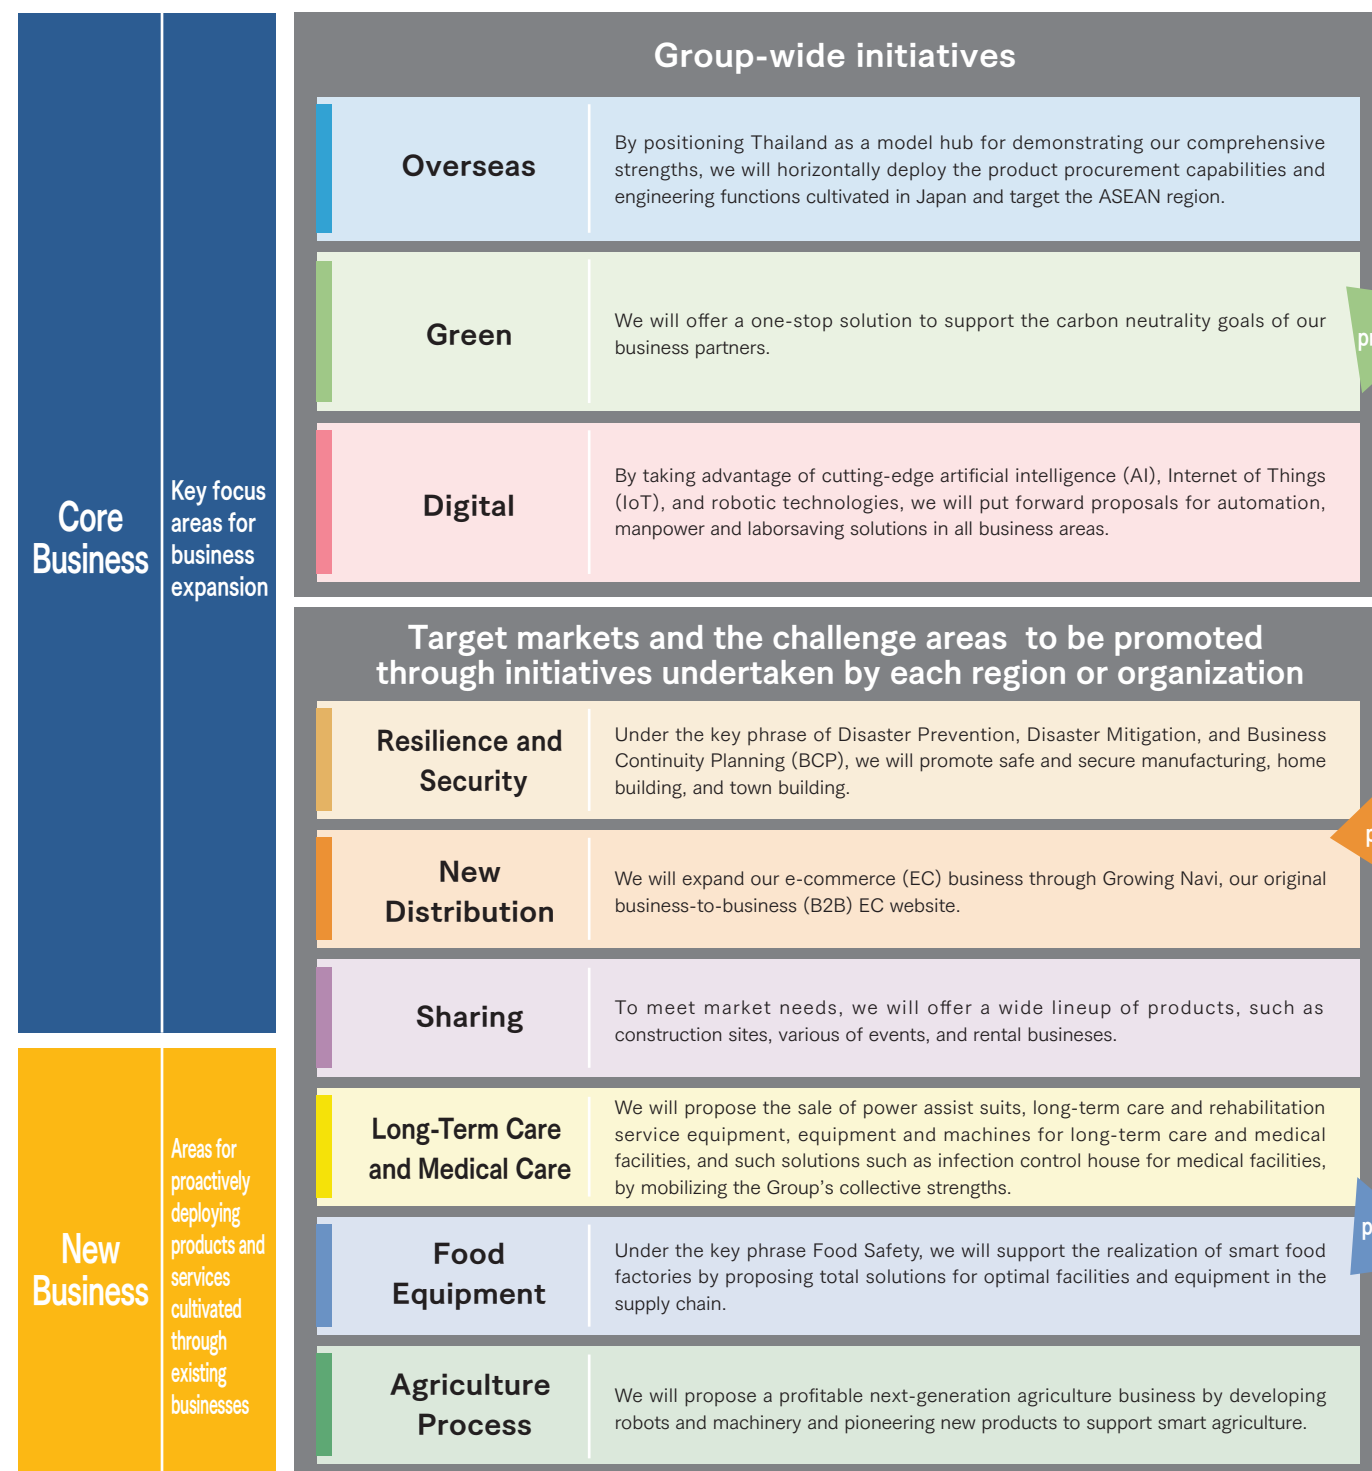 Core
Business
Key focus
areas for
business
expansion
Group-wide initiatives
Overseas
By positioning Thailand as a model hub for demonstrating our comprehensive
strengths, we will horizontally deploy the product procurement capabilities and
engineering functions cultivated in Japan and target the ASEAN region.
Green
We will offer a one-stop solution to support the carbon neutrality goals of our
business partners.
Digital
By taking advantage of cutting-edge artificial intelligence (AI), Internet of Things
(IoT), and robotic technologies, we will put forward proposals for automation,
manpower and laborsaving solutions in all business areas.
Target markets and the challenge areas to be promoted
through initiatives undertaken by each region or organization
Resilience and
Security
Under the key phrase of Disaster Prevention, Disaster Mitigation, and Business
Continuity Planning (BCP), we will promote safe and secure manufacturing, home
building, and town building.
New
Distribution
We will expand our e-commerce (EC) business through Growing Navi, our original
business-to-business (B2B) EC website.
Sharing
To meet market needs, we will offer a wide lineup of products, such as
construction sites, various of events, and rental busineses.
New
Business
Areas for
proactively
deploying
products and
services
cultivated
through
existing
businesses
Long-Term Care
and Medical Care
We will propose the sale of power assist suits, long-term care and rehabilitation
service equipment, equipment and machines for long-term care and medical
facilities, and such solutions such as infection control house for medical facilities,
by mobilizing the Group's collective strengths.
Food
Equipment
Under the key phrase Food Safety, we will support the realization of smart food
factories by proposing total solutions for optimal facilities and equipment in the
supply chain.
Agriculture
Process
We will propose a profitable next-generation agriculture business by developing
robots and machinery and pioneering new products to support smart agriculture.